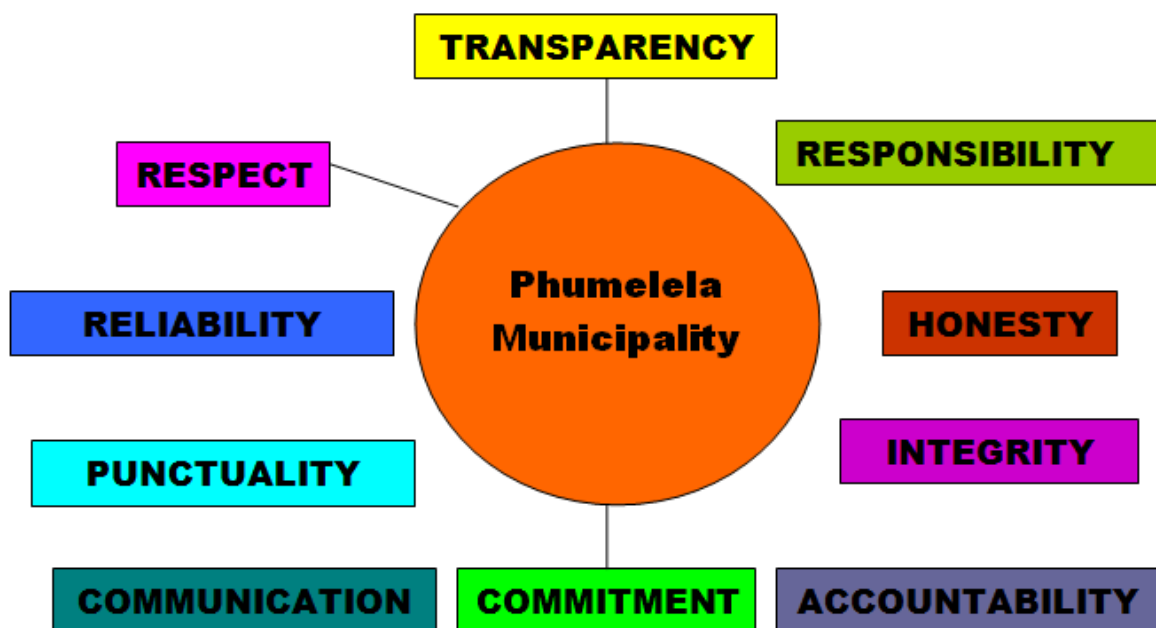 TRANSPARENCY
RESPONSIBILITY
RESPECT
Phumelela
Municipality
RELIABILITY
HONESTY
PUNCTUALITY
INTEGRITY
COMMUNICATION
COMMITMENT
ACCOUNTABILITY